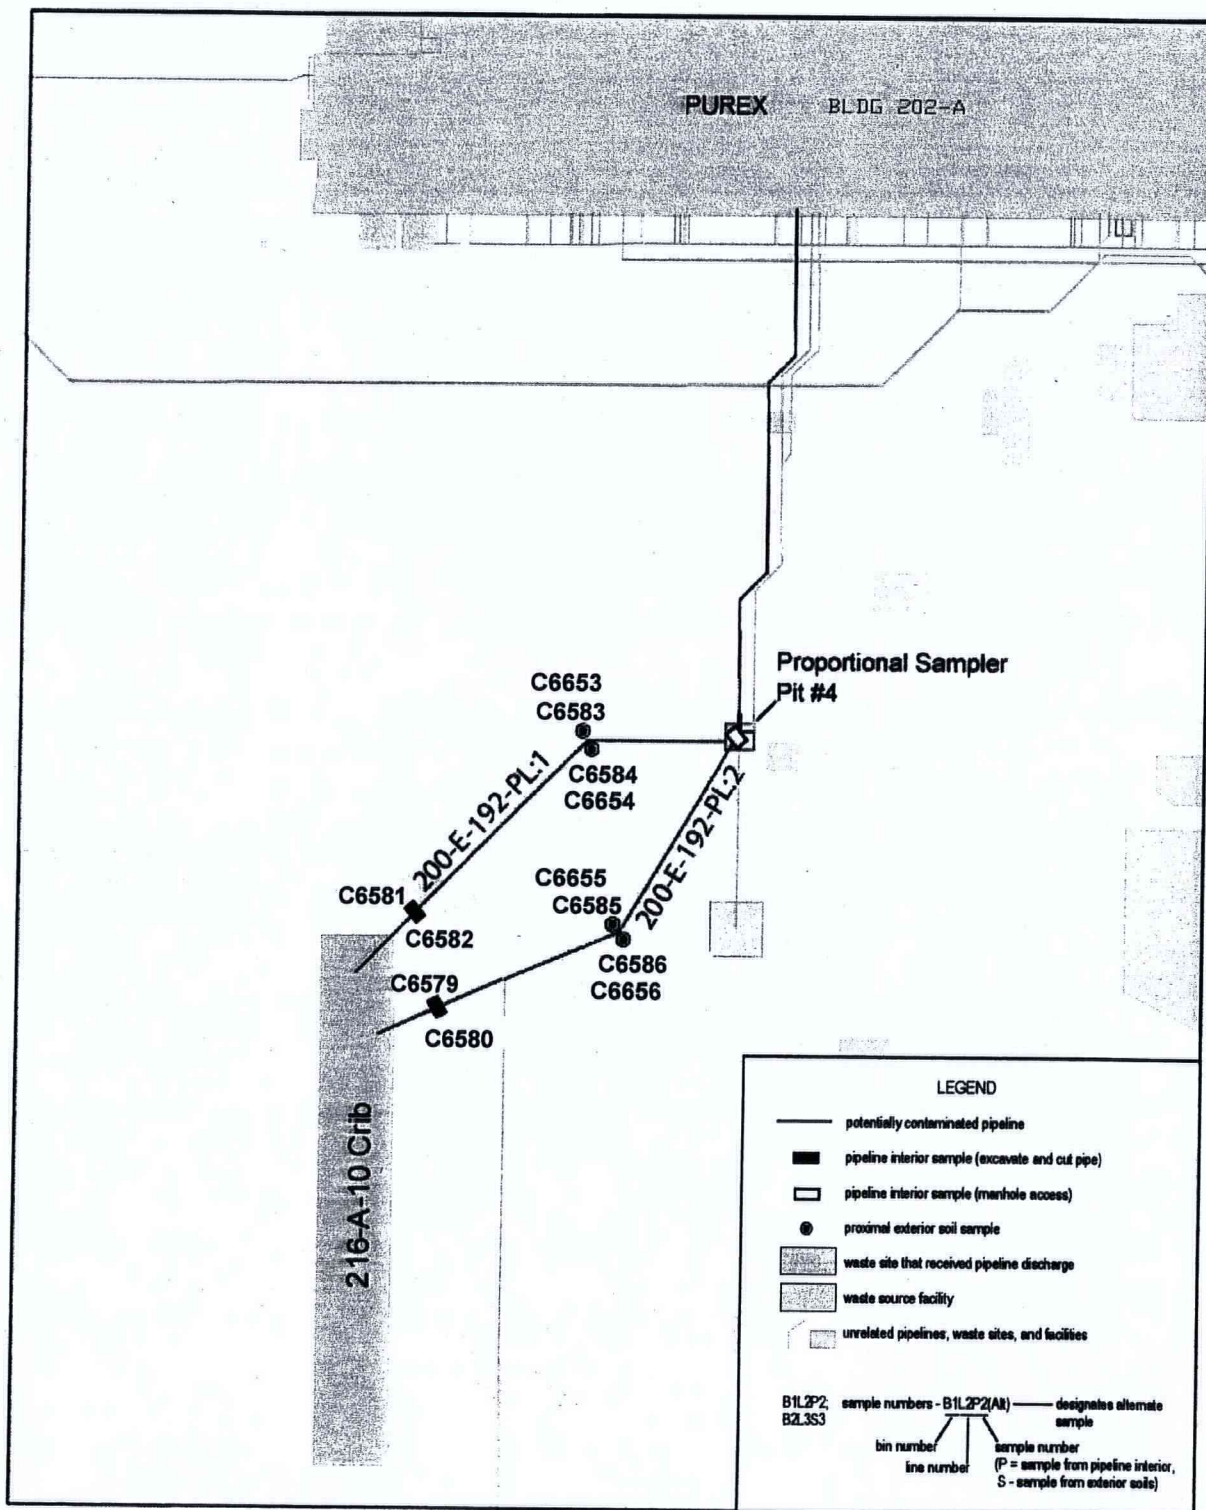 PUREX BLDG 202-A
Proportional Sampler
Pit #4
C6653
C6583
C6584
C6654
200-E-192-PL:1
200-E-192-PL:2
C6581
C6582
C6655
C6585
C6586
C6656
C6579
C6580
216-A-10 Crib
LEGEND
potentially contaminated pipeline
pipeline interior sample (excavate and cut pipe)
pipeline interior sample (manhole access)
proximal exterior soil sample
waste site that received pipeline discharge
waste source facility
unrelated pipelines, waste sites, and facilities
B1L2P2; sample numbers - B1L2P2(Alt) designates alternate
B2L3S3 sample
bin number sample number
line number (P = sample from pipeline interior,
S - sample from exterior soils)